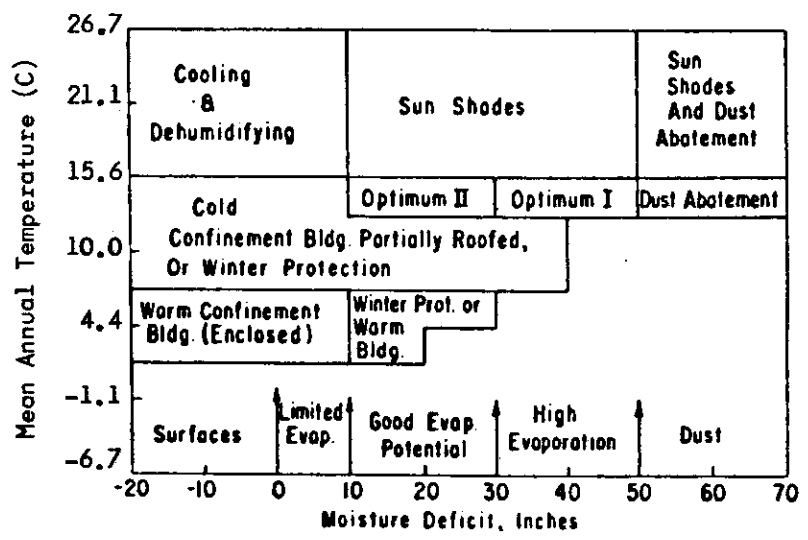 26.7
21.1
15.6
10.0
4.4
-1.1
-6.7
Mean Annual Temperature (C)
Cooling
&
Dehumidifying
Sun Shades
Sun
Shades
And Dust
Abatement
Optimum II
Optimum I
Dust Abatement
Cold
Confinement Bldg. Partially Roofed,
Or Winter Protection
Warm Confinement
Bldg. (Enclosed)
Winter Prot. or
Warm
Bldg.
Surfaces
Limited
Evap.
Good Evap.
Potential
High
Evaporation
Dust
-20 -10 0 10 20 30 40 50 60 70
Moisture Deficit, Inches